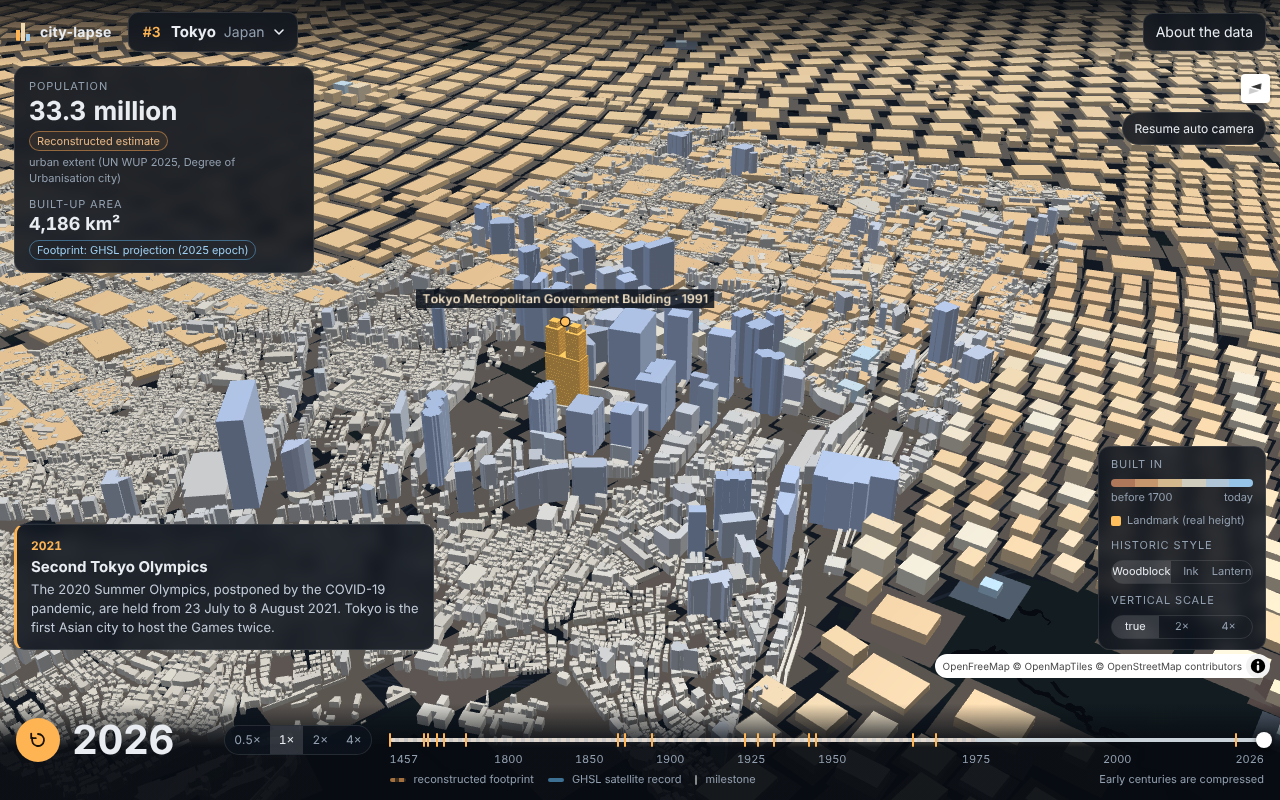 city-lapse
#3 Tokyo Japan
About the data
POPULATION
33.3 million
Reconstructed estimate
urban extent (UN WUP 2025, Degree of
Urbanisation city)
BUILT-UP AREA
4,186 km²
Footprint: GHSL projection (2025 epoch)
Resume auto camera
Tokyo Metropolitan Government Building · 1991
BUILT IN
before 1700 today
Landmark (real height)
HISTORIC STYLE
Woodblock Ink Lantern
VERTICAL SCALE
true 2× 4×
2021
Second Tokyo Olympics
The 2020 Summer Olympics, postponed by the COVID-19
pandemic, are held from 23 July to 8 August 2021. Tokyo is the
first Asian city to host the Games twice.
OpenFreeMap © OpenMapTiles © OpenStreetMap contributors
2026
0.5× 1× 2× 4×
1457 1800 1850 1900 1925 1950 1975 2000 2026
reconstructed footprint GHSL satellite record milestone
Early centuries are compressed